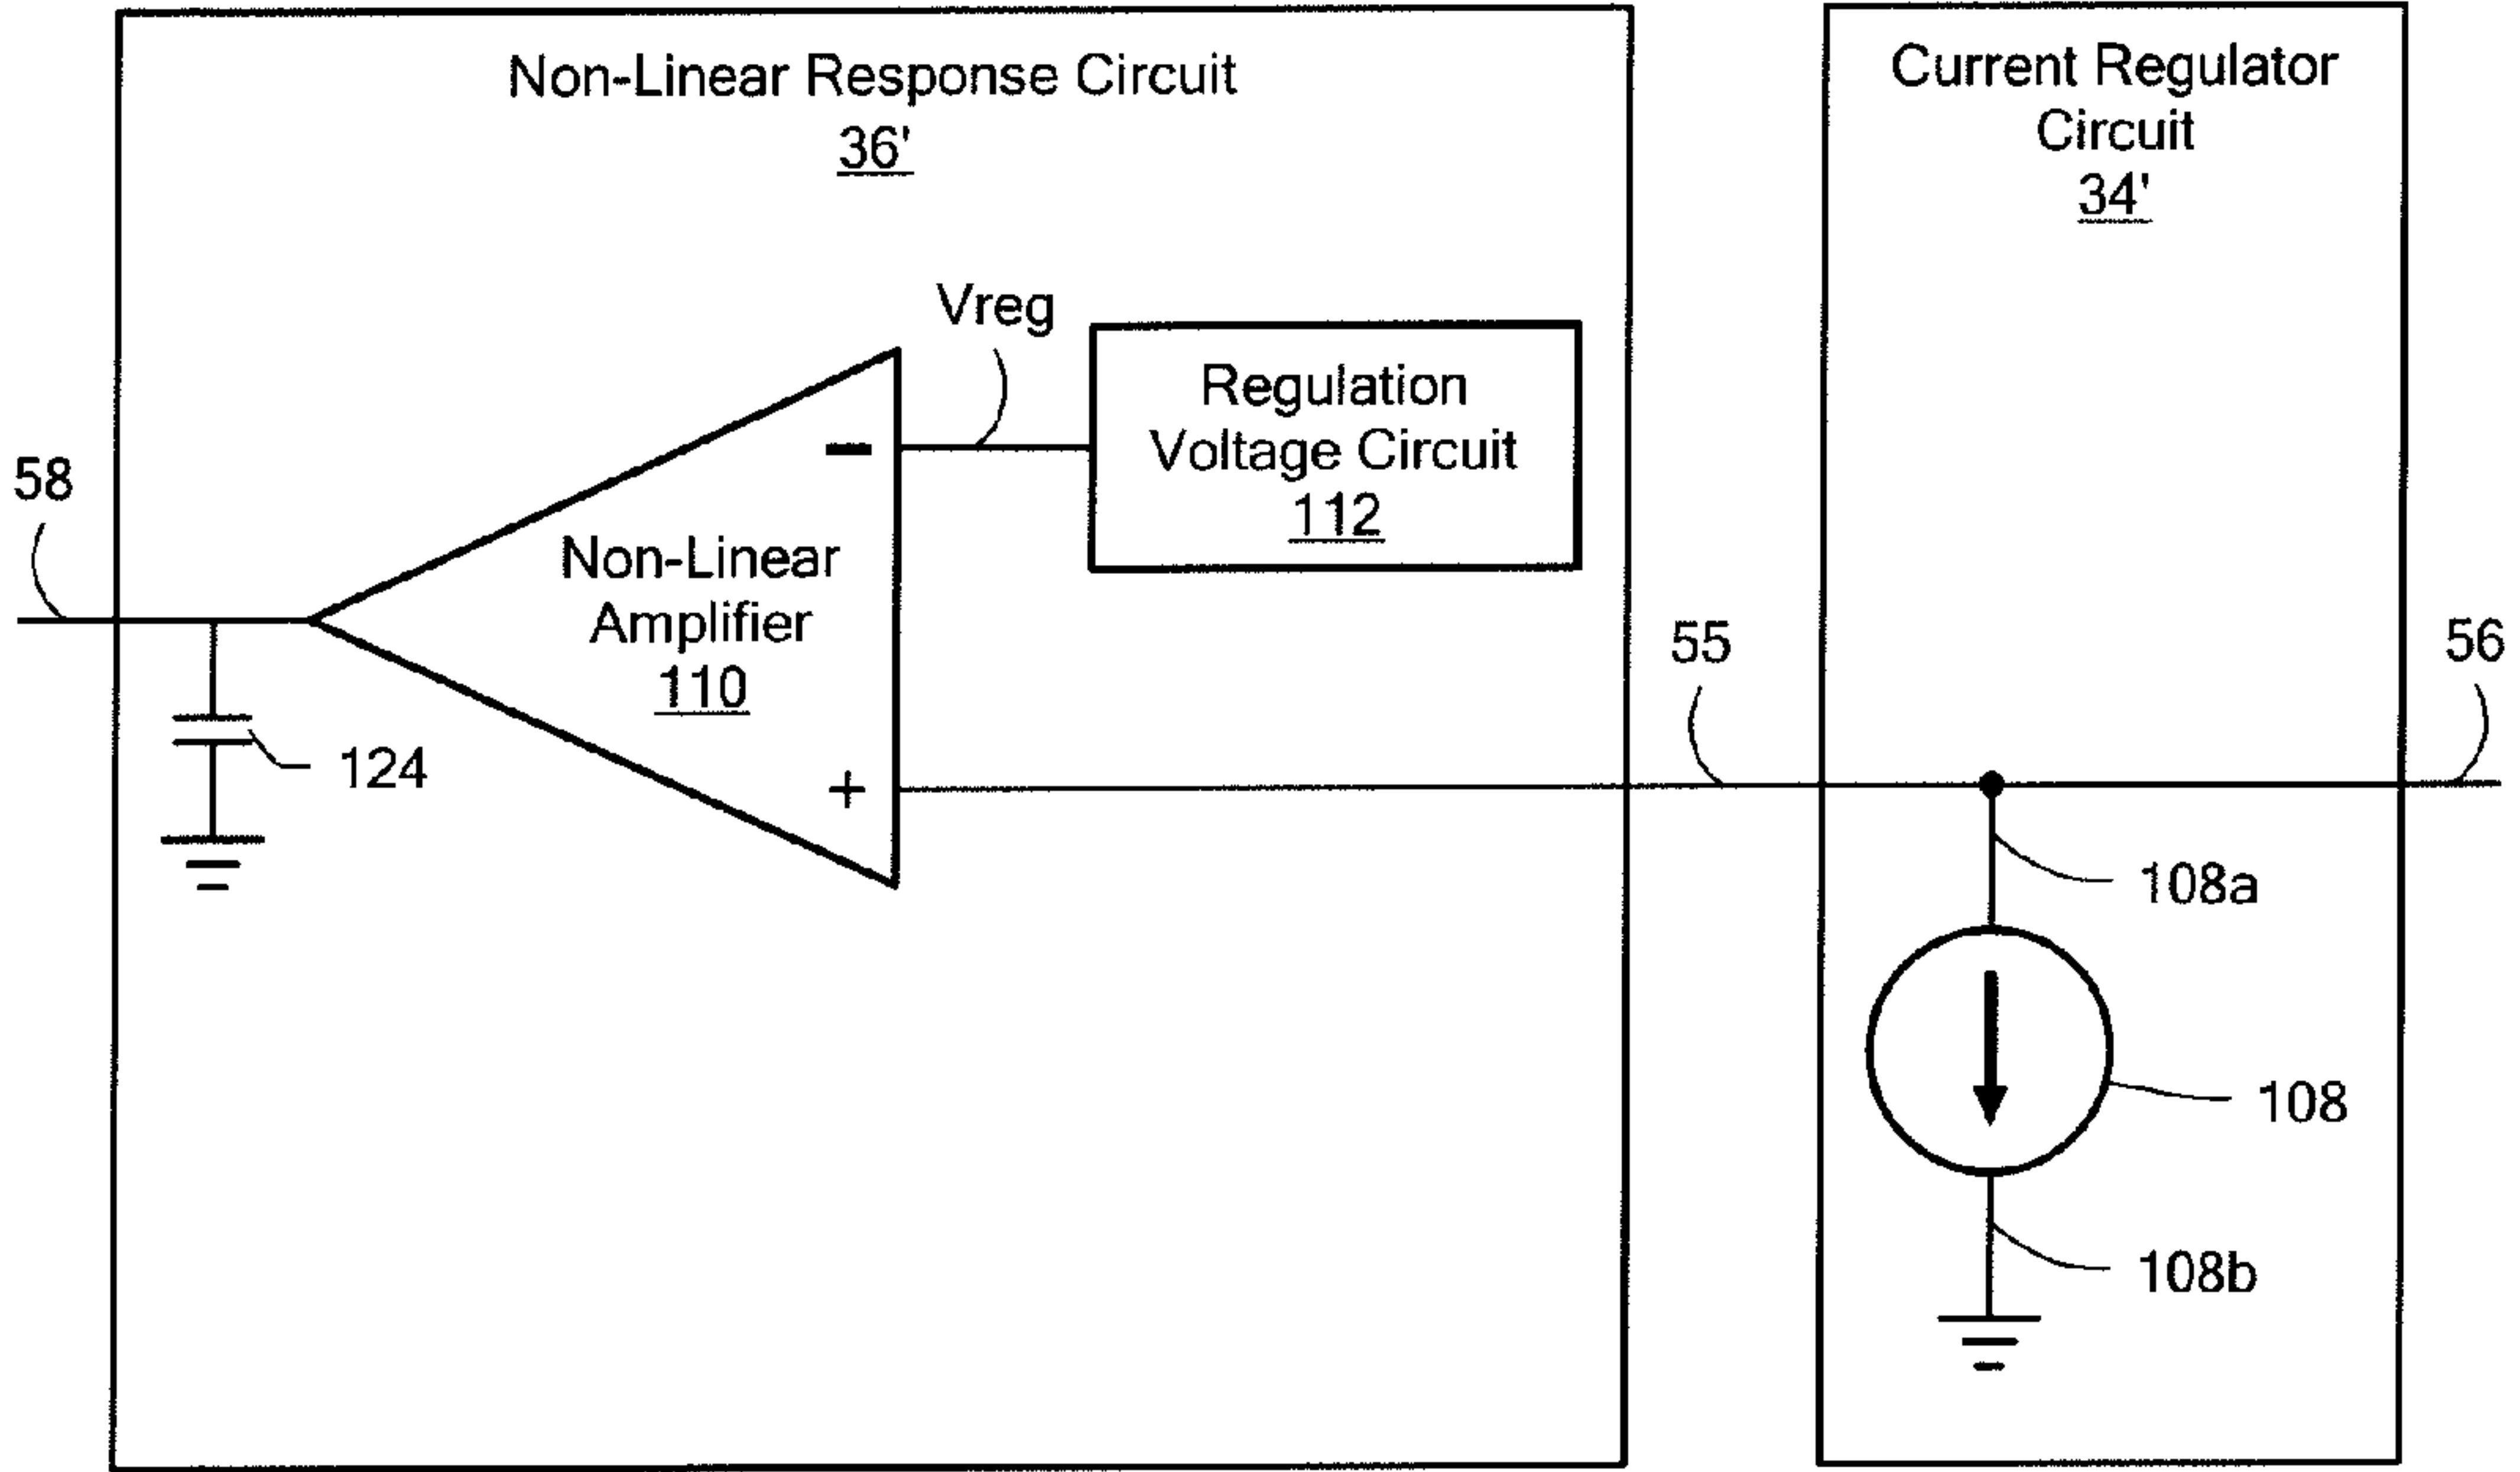 Non-Linear Response Circuit
36'
Current Regulator
Circuit
34'
Vreg
Regulation
Voltage Circuit
112
58
Non-Linear
Amplifier
110
−
+
124
55
56
108a
108
108b